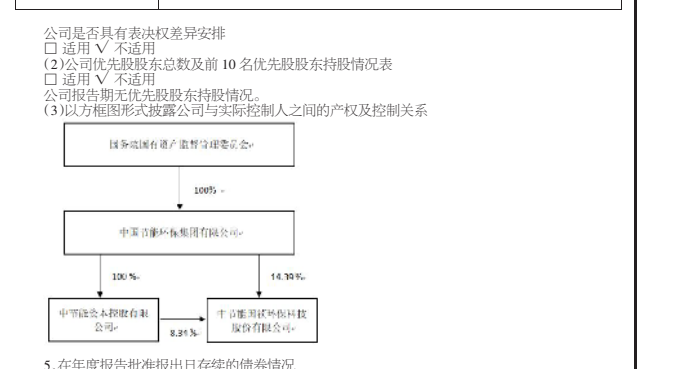 公司是否具有表决权差异安排
□ 适用 √ 不适用
(2)公司优先股股东总数及前 10 名优先股股东持股情况表
□ 适用 √ 不适用
公司报告期无优先股股东持股情况。
(3)以方框图形式披露公司与实际控制人之间的产权及控制关系
国务院国有资产监督管理委员会
100%
中国节能环保集团有限公司
100%
14.39%
中节能资本控股有限
公司
8.34%
中节能国祯环保科技
股份有限公司
5.在年度报告批准报出日存续的债券情况